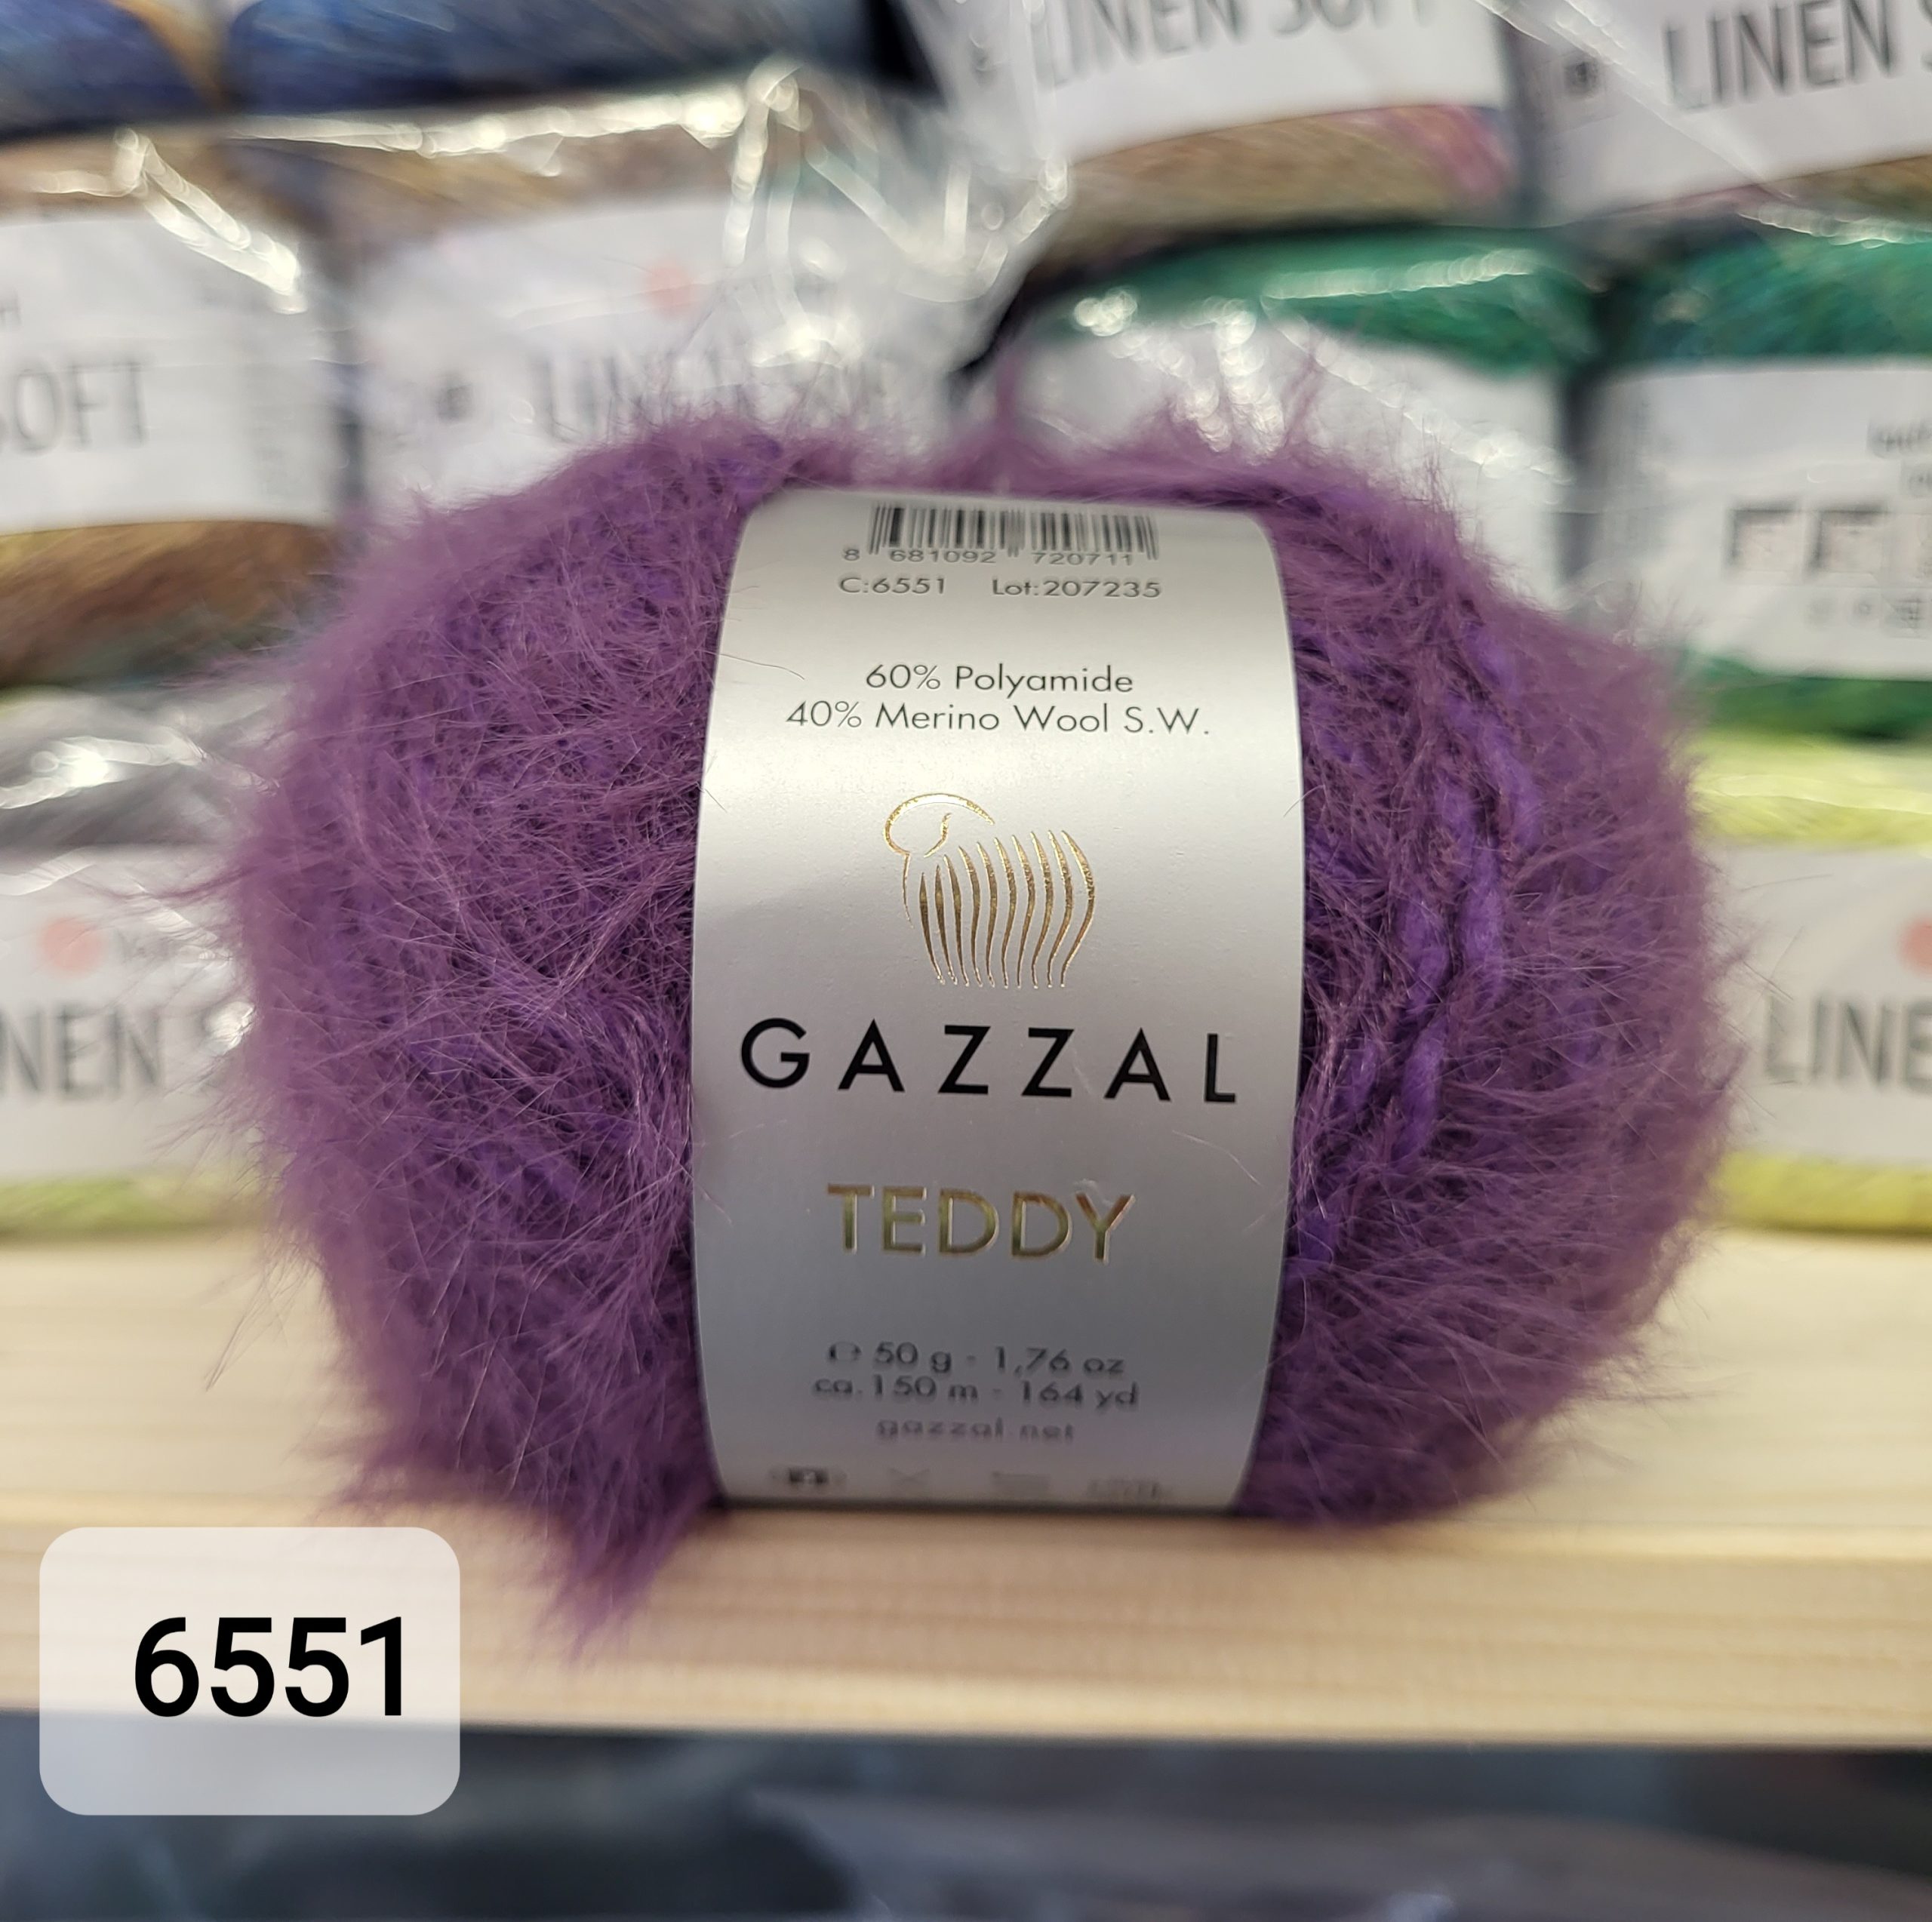 LINEN SOFT
LINEN
SOFT
8 681092 720711
C:6551 Lot:207235
60% Polyamide
40% Merino Wool S.W.
GAZZAL
TEDDY
℮ 50 g - 1,76 oz
ca.150 m - 164 yd
gazzal.net
6551